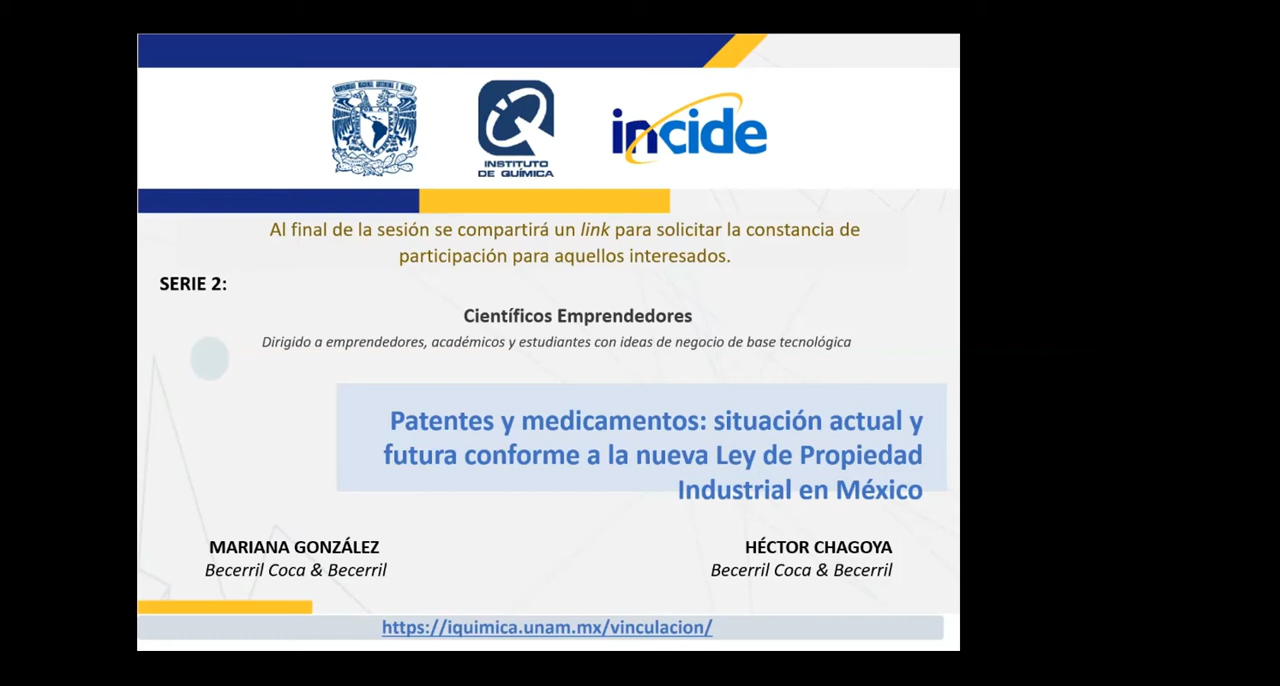 INSTITUTO
DE QUÍMICA
incide
Al final de la sesión se compartirá un link para solicitar la constancia de
participación para aquellos interesados.
SERIE 2:
Científicos Emprendedores
Dirigido a emprendedores, académicos y estudiantes con ideas de negocio de base tecnológica
Patentes y medicamentos: situación actual y
futura conforme a la nueva Ley de Propiedad
Industrial en México
MARIANA GONZÁLEZ
Becerril Coca & Becerril
HÉCTOR CHAGOYA
Becerril Coca & Becerril
https://iquimica.unam.mx/vinculacion/